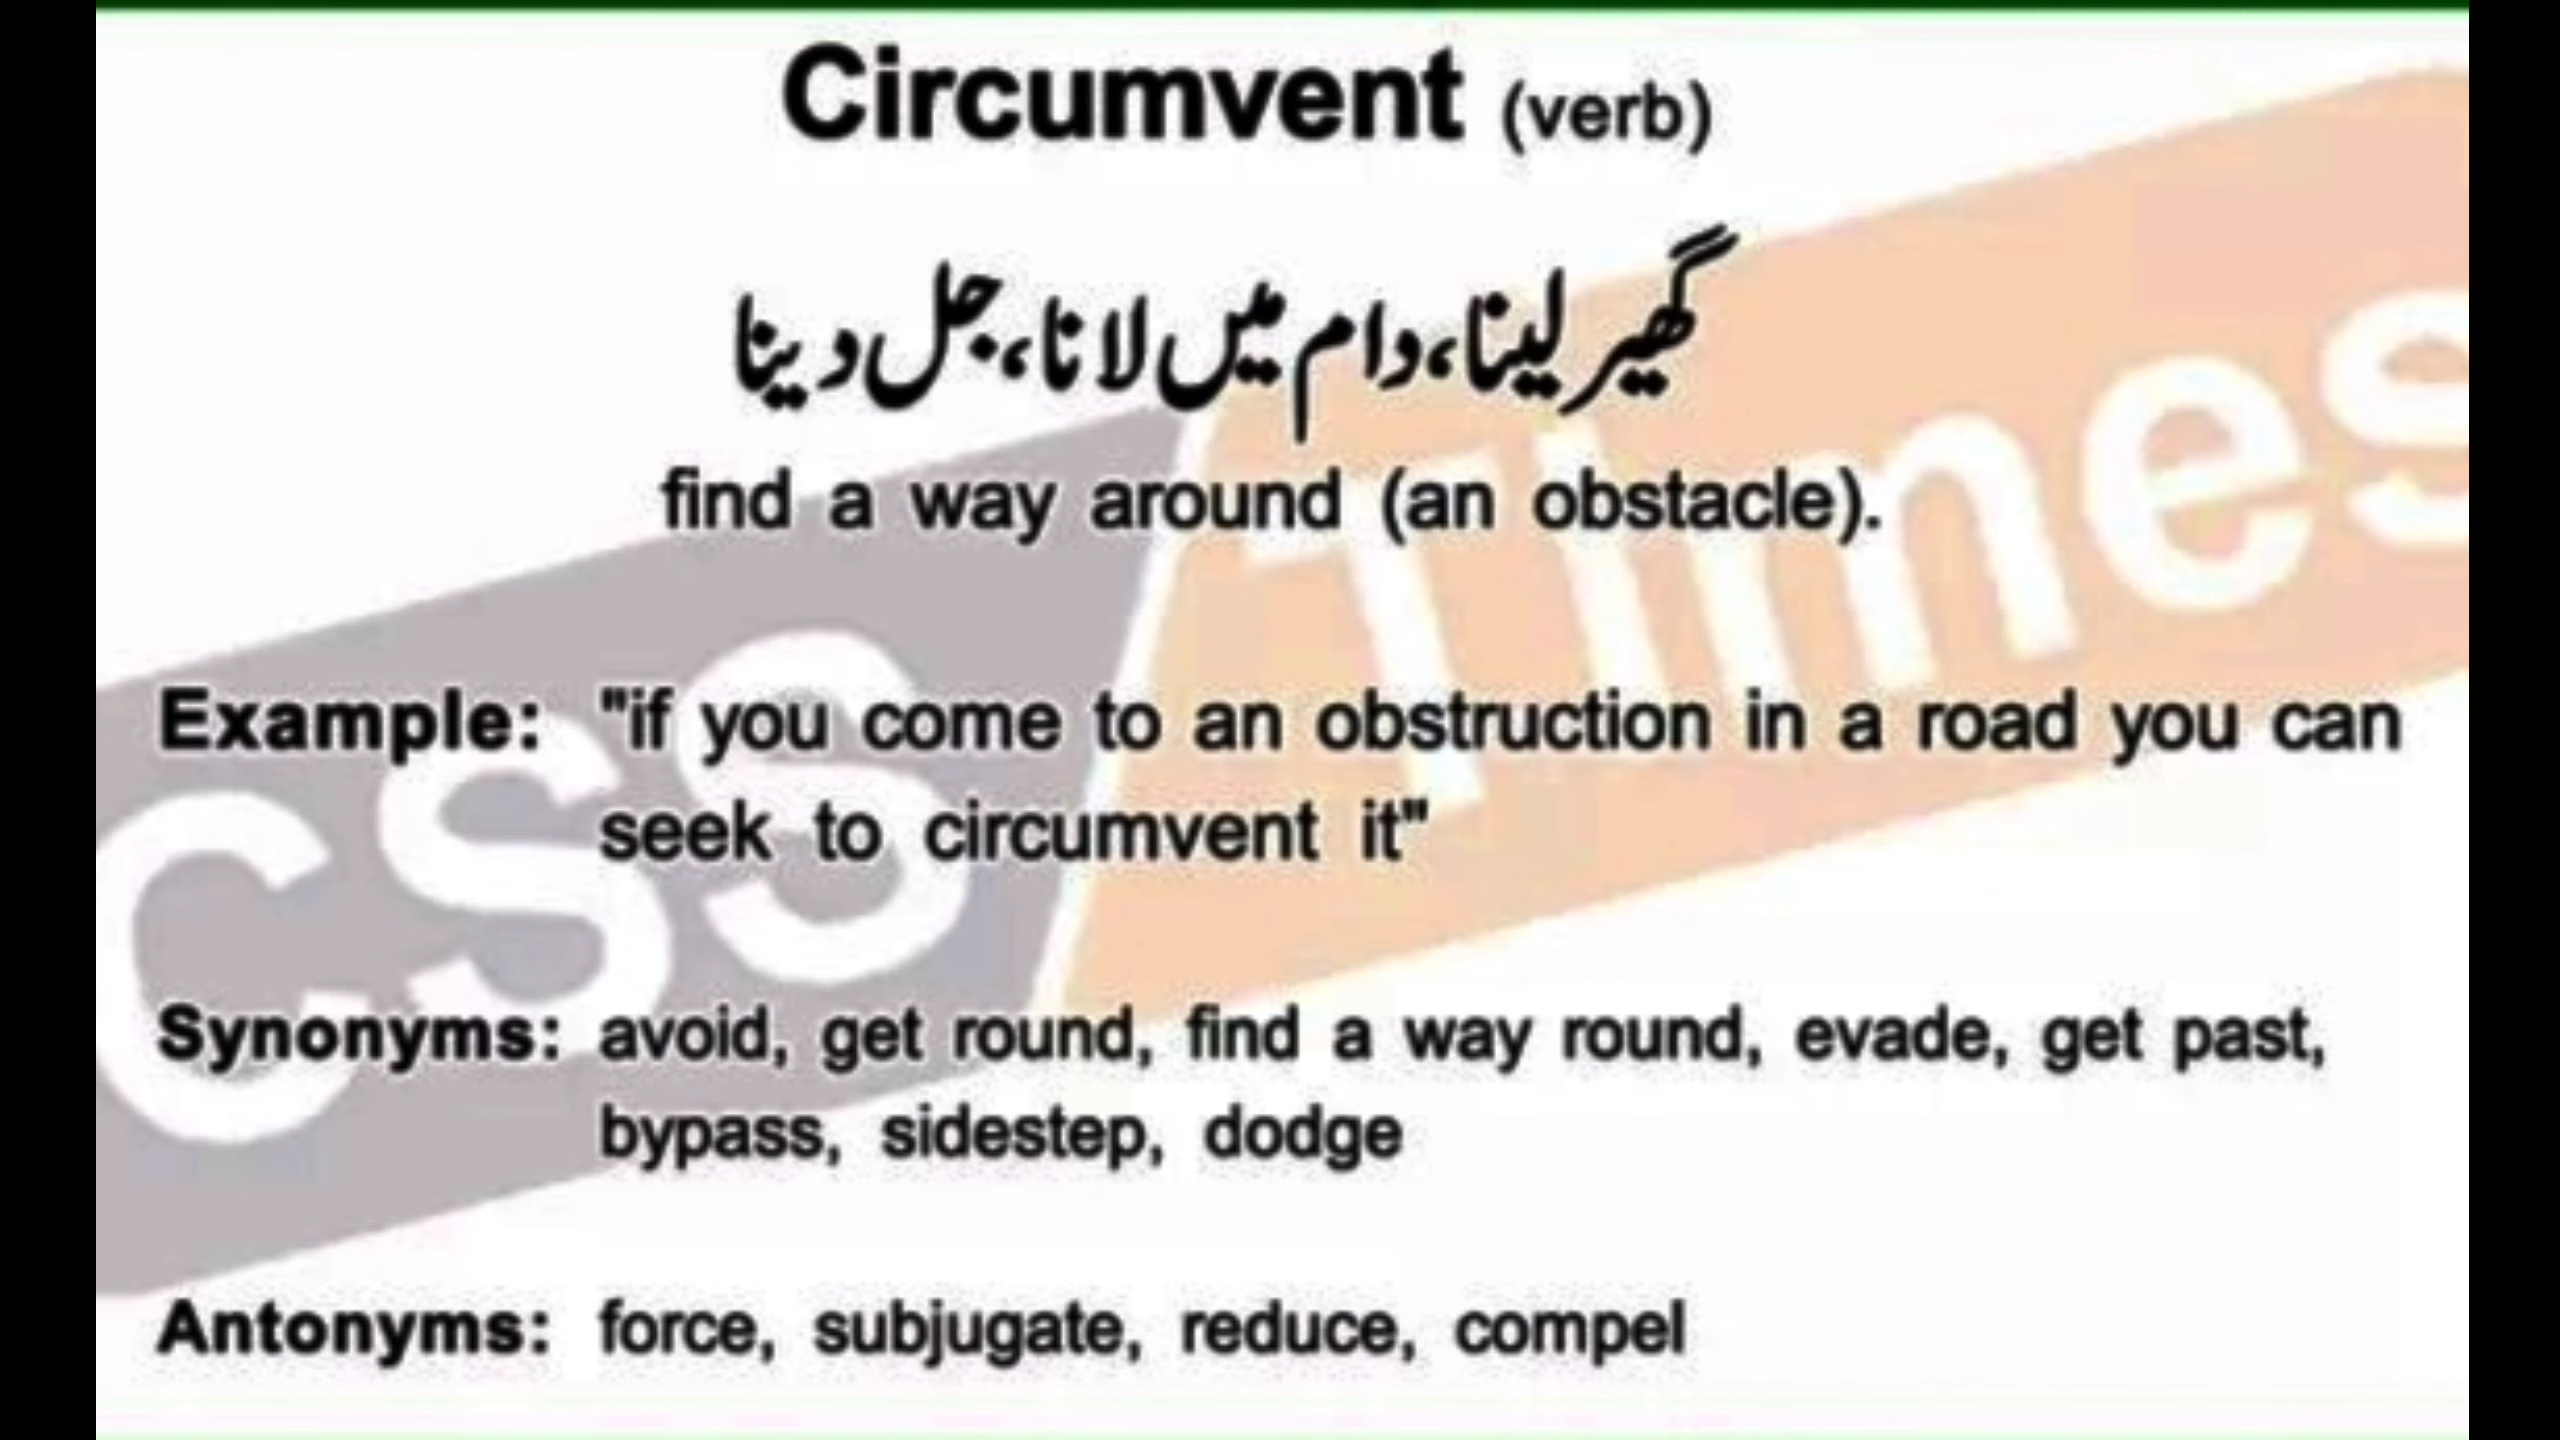 Circumvent (verb)
گھیر لینا، دام میں لانا، جل دینا
find a way around (an obstacle).
Example: "if you come to an obstruction in a road you can
seek to circumvent it"
Synonyms: avoid, get round, find a way round, evade, get past,
bypass, sidestep, dodge
Antonyms: force, subjugate, reduce, compel
CSS Times